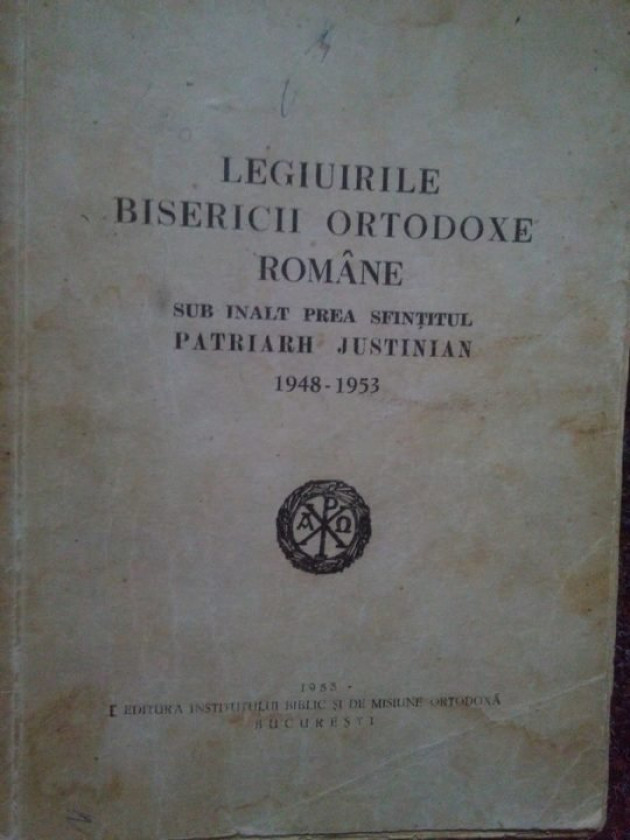 LEGIUIRILE
BISERICII ORTODOXE
ROMÂNE
SUB INALT PREA SFINȚITUL
PATRIARH JUSTINIAN
1948-1953
A P Ω
EDITURA INSTITUTULUI BIBLIC ȘI DE MISIUNE ORTODOXĂ
BUCUREȘTI